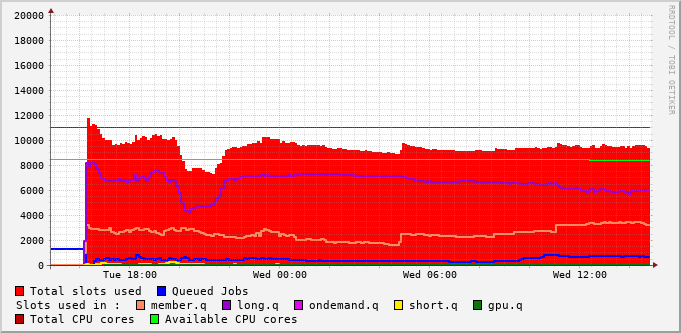 20000
18000
16000
14000
12000
10000
8000
6000
4000
2000
0
Tue 18:00 Wed 00:00 Wed 06:00 Wed 12:00
Total slots used Queued Jobs
Slots used in : member.q long.q ondemand.q short.q gpu.q
Total CPU cores Available CPU cores
RRDTOOL / TOBI OETIKER